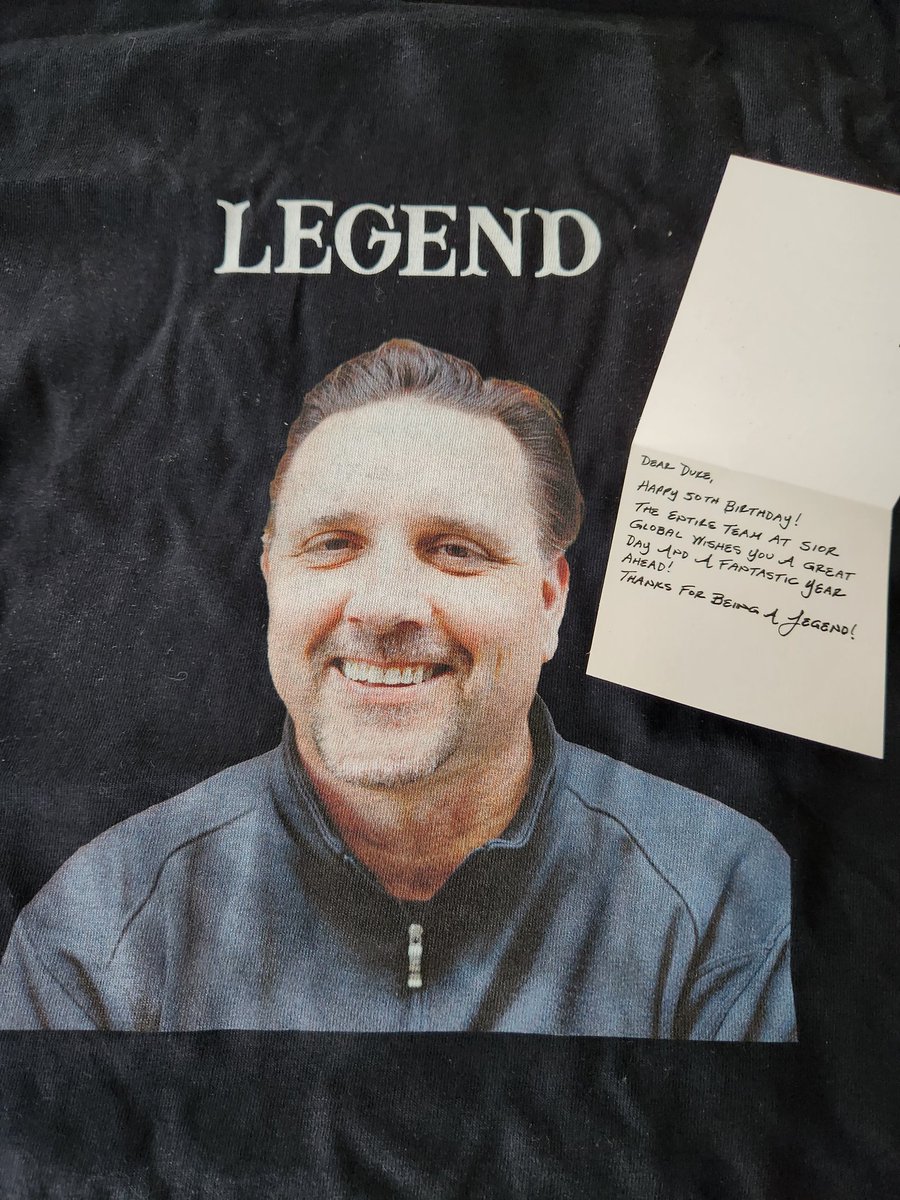 LEGEND
DEAR DUKE,
HAPPY 50TH BIRTHDAY!
THE ENTIRE TEAM AT SIOR
GLOBAL WISHES YOU A GREAT
DAY AND A FANTASTIC YEAR
AHEAD!
THANKS FOR BEING A LEGEND!